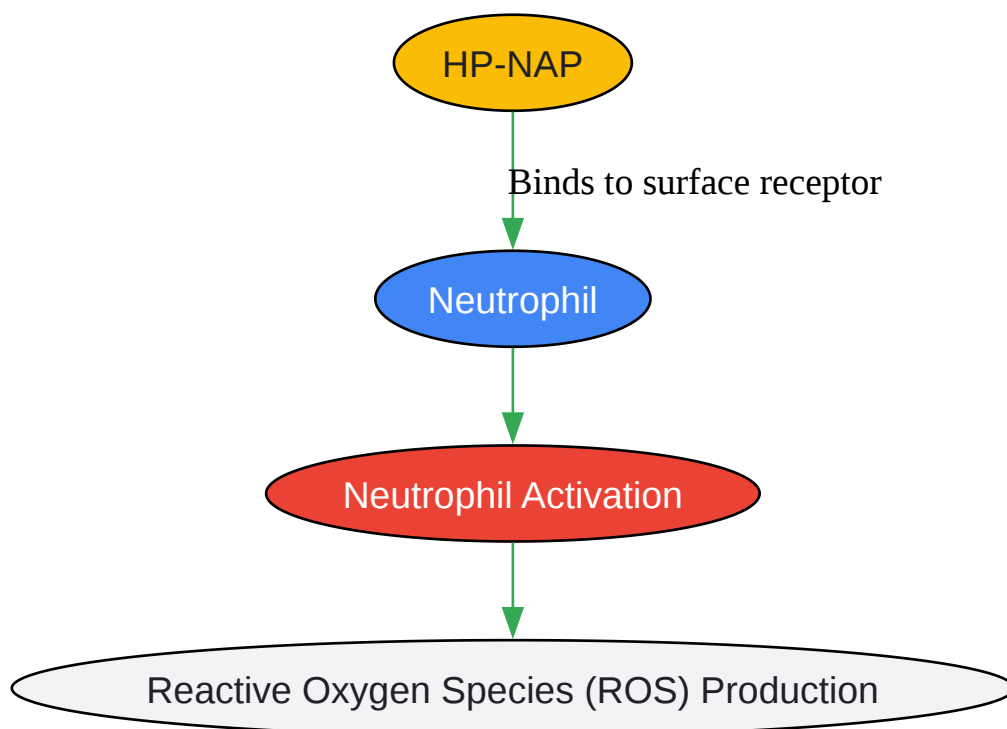 HP-NAP
Binds to surface receptor
Neutrophil
Neutrophil Activation
Reactive Oxygen Species (ROS) Production